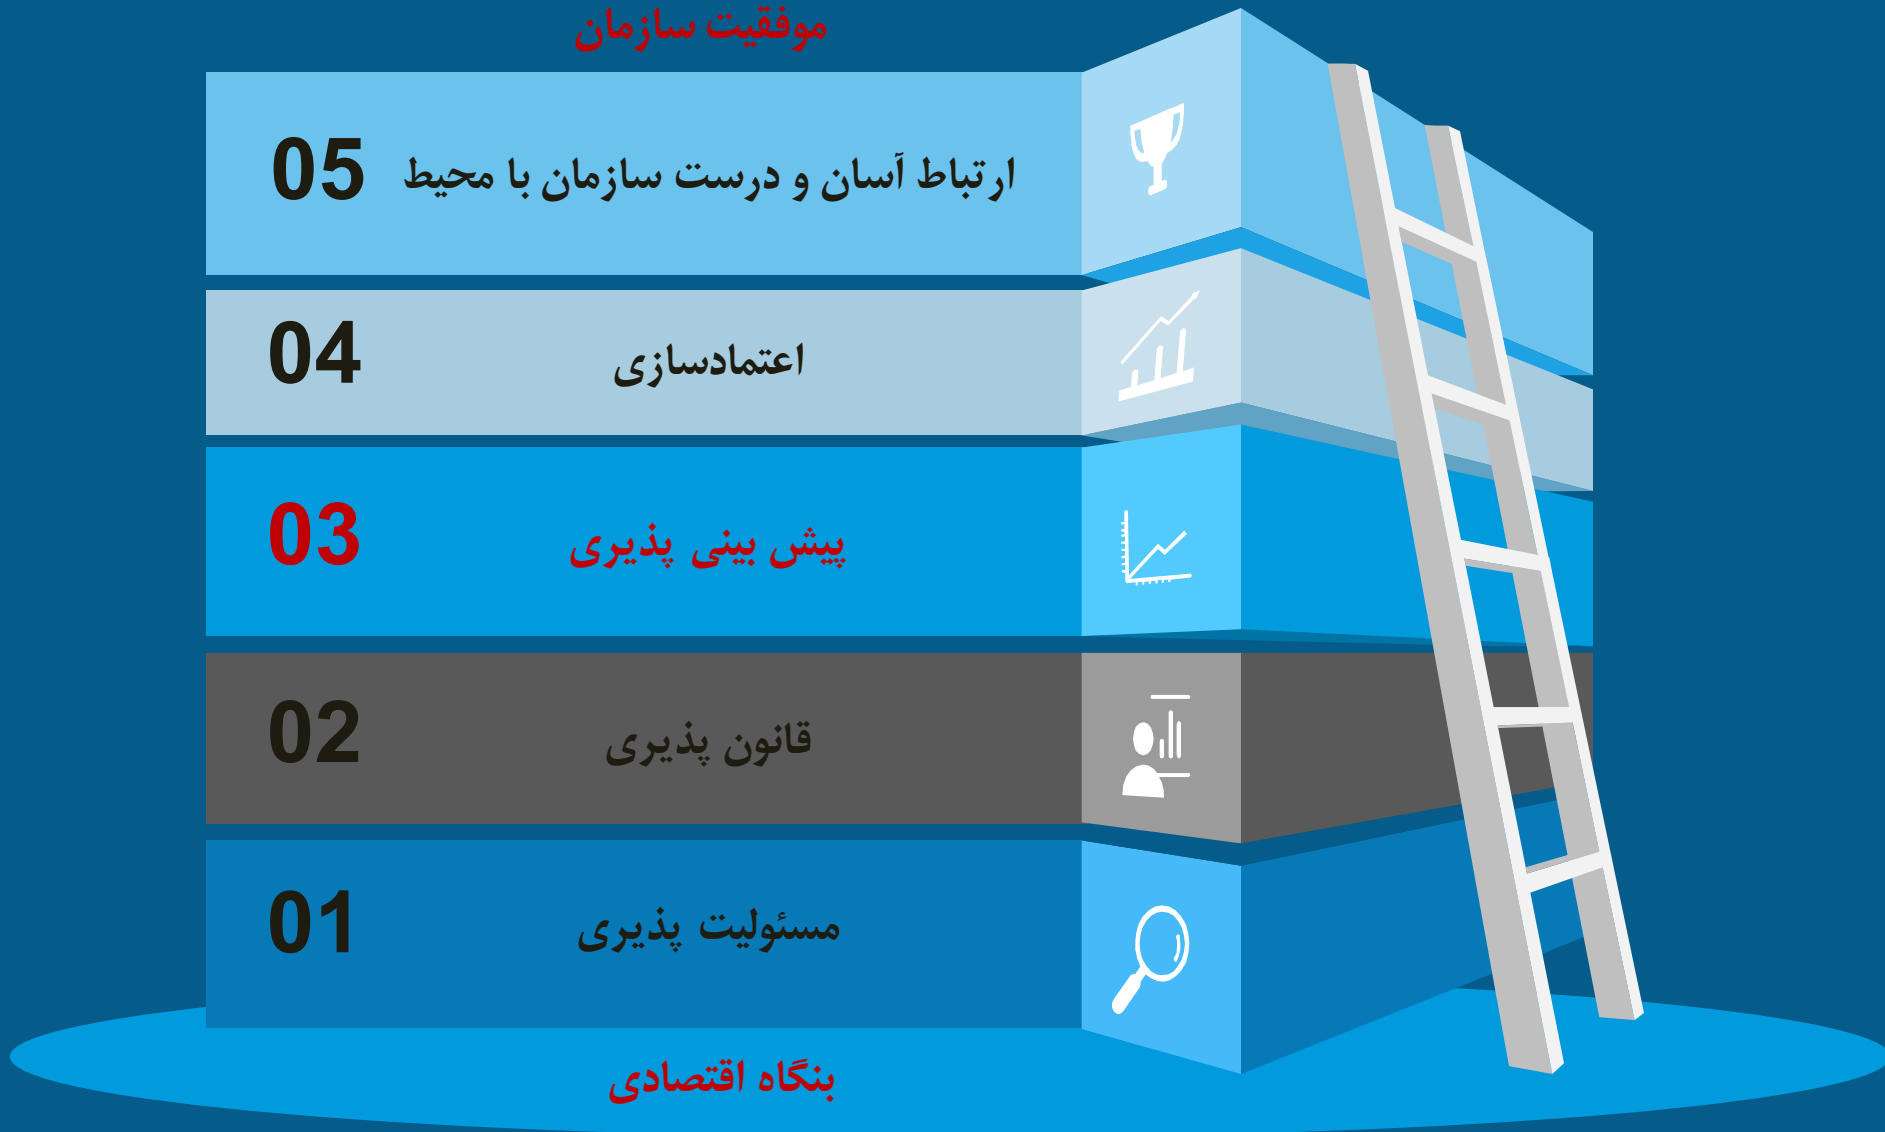 موفقیت سازمان
05 ارتباط آسان و درست سازمان با محیط
04 اعتمادسازی
03 پیش بینی پذیری
02 قانون پذیری
01 مسئولیت پذیری
بنگاه اقتصادی